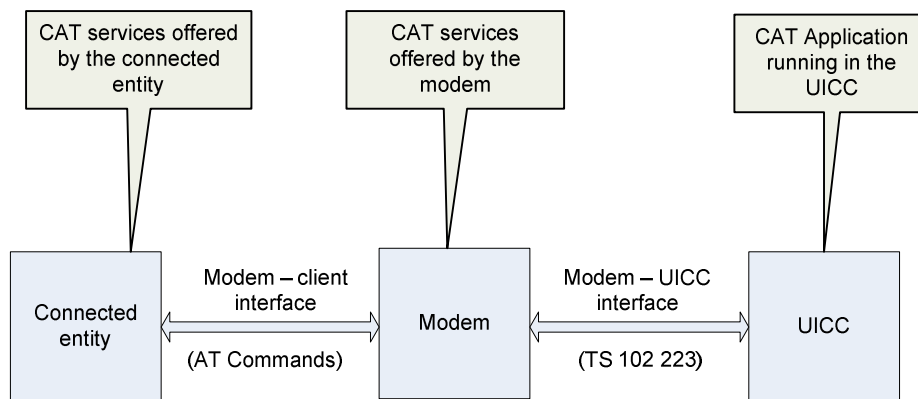 CAT services offered
by the connected
entity
CAT services
offered by the
modem
CAT Application
running in the
UICC
Connected
entity
Modem – client
interface
(AT Commands)
Modem
Modem – UICC
interface
(TS 102 223)
UICC